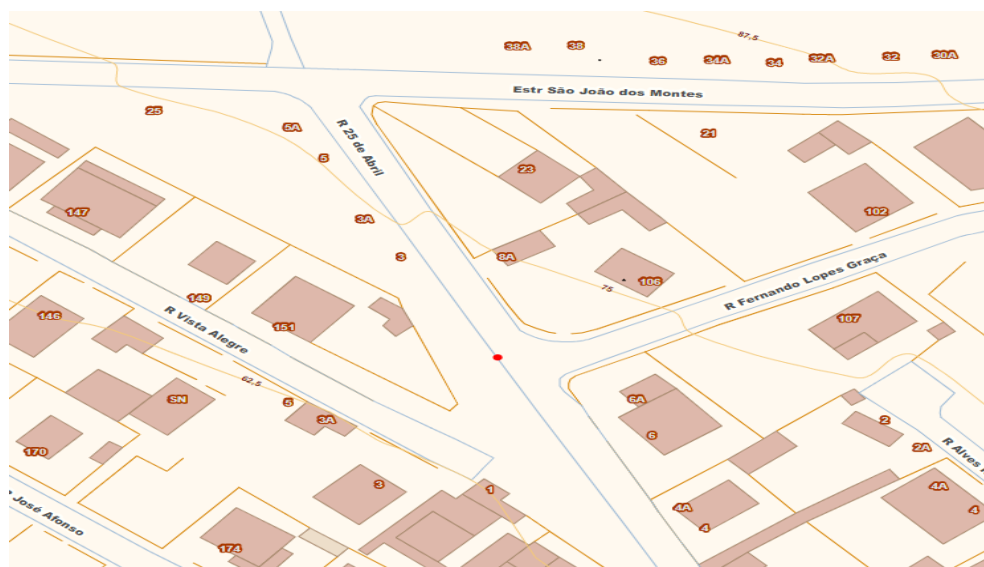 87,5
38A
38
36
34A
34
32A
32
30A
Estr São João dos Montes
25
5A
R 25 de Abril
21
5
23
147
3A
102
3
8A
106
R Fernando Lopes Graça
149
75
146
151
R Vista Alegre
107
62,5
SN
5
3A
6A
6
2
2A
R Alves
170
3
1
4A
4A
4
4
José Afonso
174